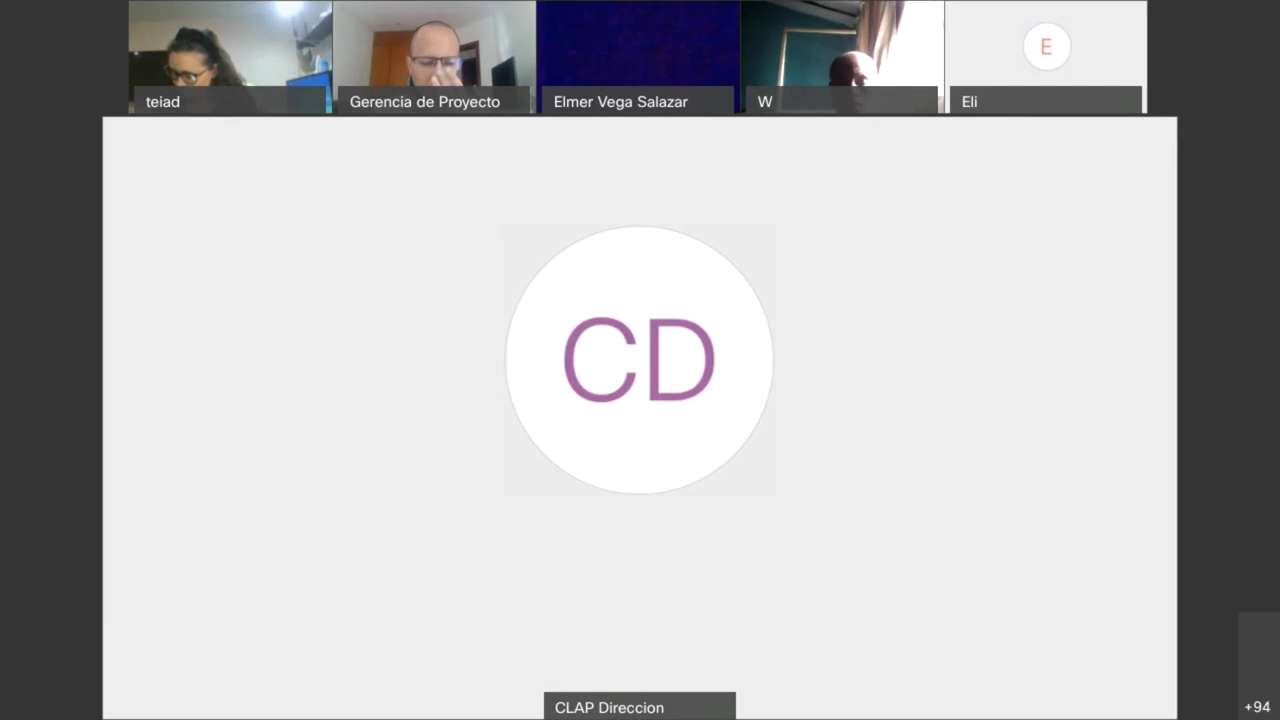 E
teiad
Gerencia de Proyecto
Elmer Vega Salazar
W
Eli
CD
CLAP Direccion
+94